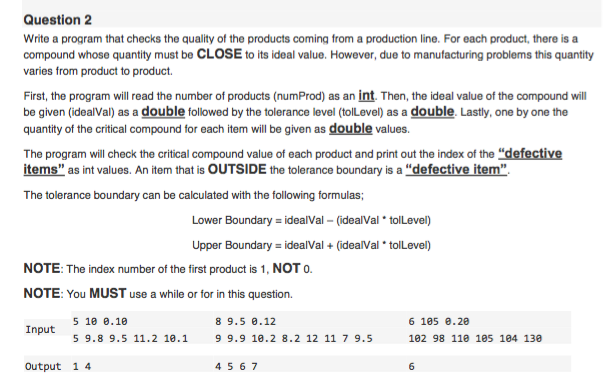 Question 2
Write a program that checks the quality of the products coming from a production line. For each product, there is a
compound whose quantity must be CLOSE to its ideal value. However, due to manufacturing problems this quantity
varies from product to product.
First, the program will read the number of products (numProd) as an int. Then, the ideal value of the compound will
be given (idealVal) as a double followed by the tolerance level (tolLevel) as a double. Lastly, one by one the
quantity of the critical compound for each item will be given as double values.
The program will check the critical compound value of each product and print out the index of the “defective
items” as int values. An item that is OUTSIDE the tolerance boundary is a “defective item”.
The tolerance boundary can be calculated with the following formulas;
Lower Boundary = idealVal – (idealVal * tolLevel)
Upper Boundary = idealVal + (idealVal * tolLevel)
NOTE: The index number of the first product is 1, NOT 0.
NOTE: You MUST use a while or for in this question.
Input
5 10 0.10 8 9.5 0.12 6 105 0.20
5 9.8 9.5 11.2 10.1 9 9.9 10.2 8.2 12 11 7 9.5 102 98 110 105 104 130
Output 1 4 4 5 6 7 6